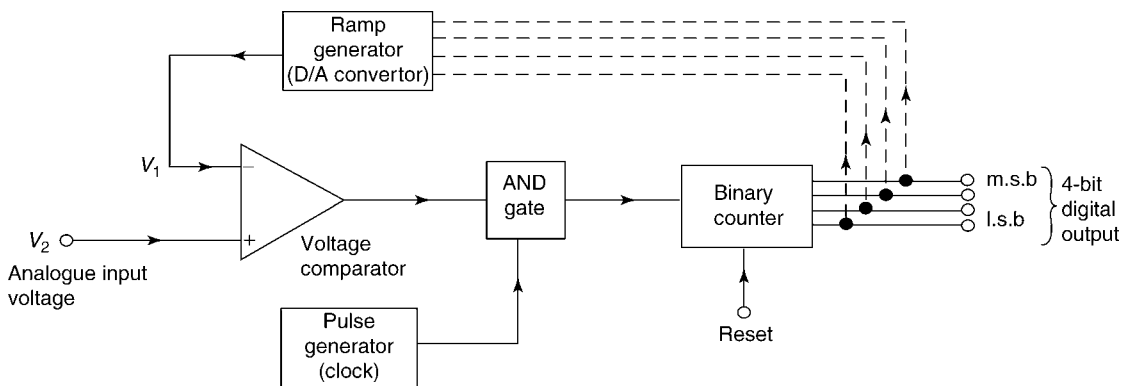 Ramp
generator
(D/A convertor)
V1
−
+
V2
Analogue input
voltage
Voltage
comparator
AND
gate
Pulse
generator
(clock)
Binary
counter
Reset
m.s.b
l.s.b
4-bit
digital
output